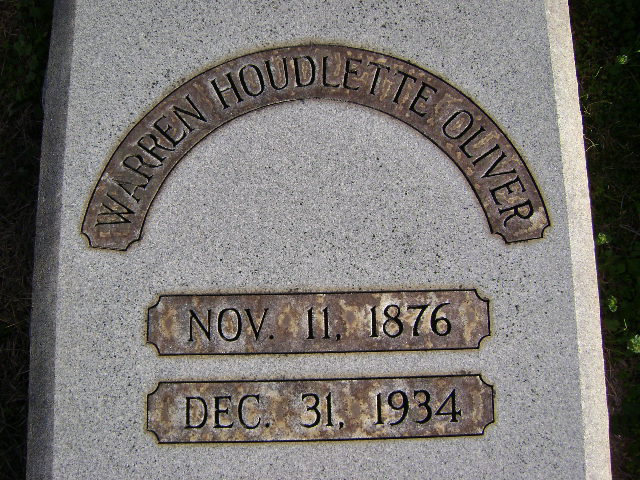 WARREN HOUDLETTE OLIVER
NOV. 11, 1876
DEC. 31, 1934